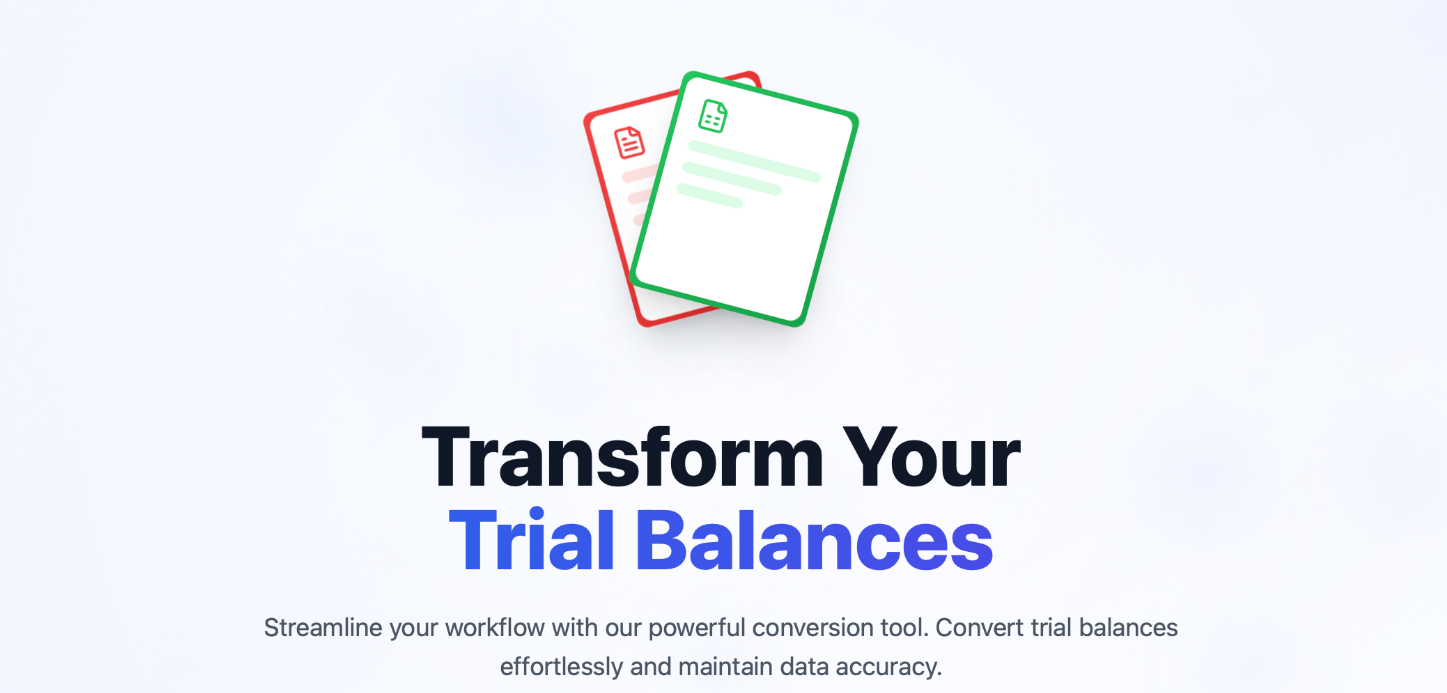 Transform Your
Trial Balances
Streamline your workflow with our powerful conversion tool. Convert trial balances
effortlessly and maintain data accuracy.